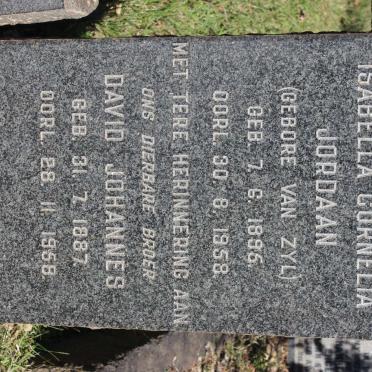 ISABELLA CORNELIA
JORDAAN
(GEBORE VAN ZYL)
GEB. 7. 6. 1895.
OORL. 30. 8. 1958.
MET TERE HERINNERING AAN
ONS DIERBARE BROER
DAVID JOHANNES
GEB. 31. 7. 1887.
OORL. 28. 11. 1958.